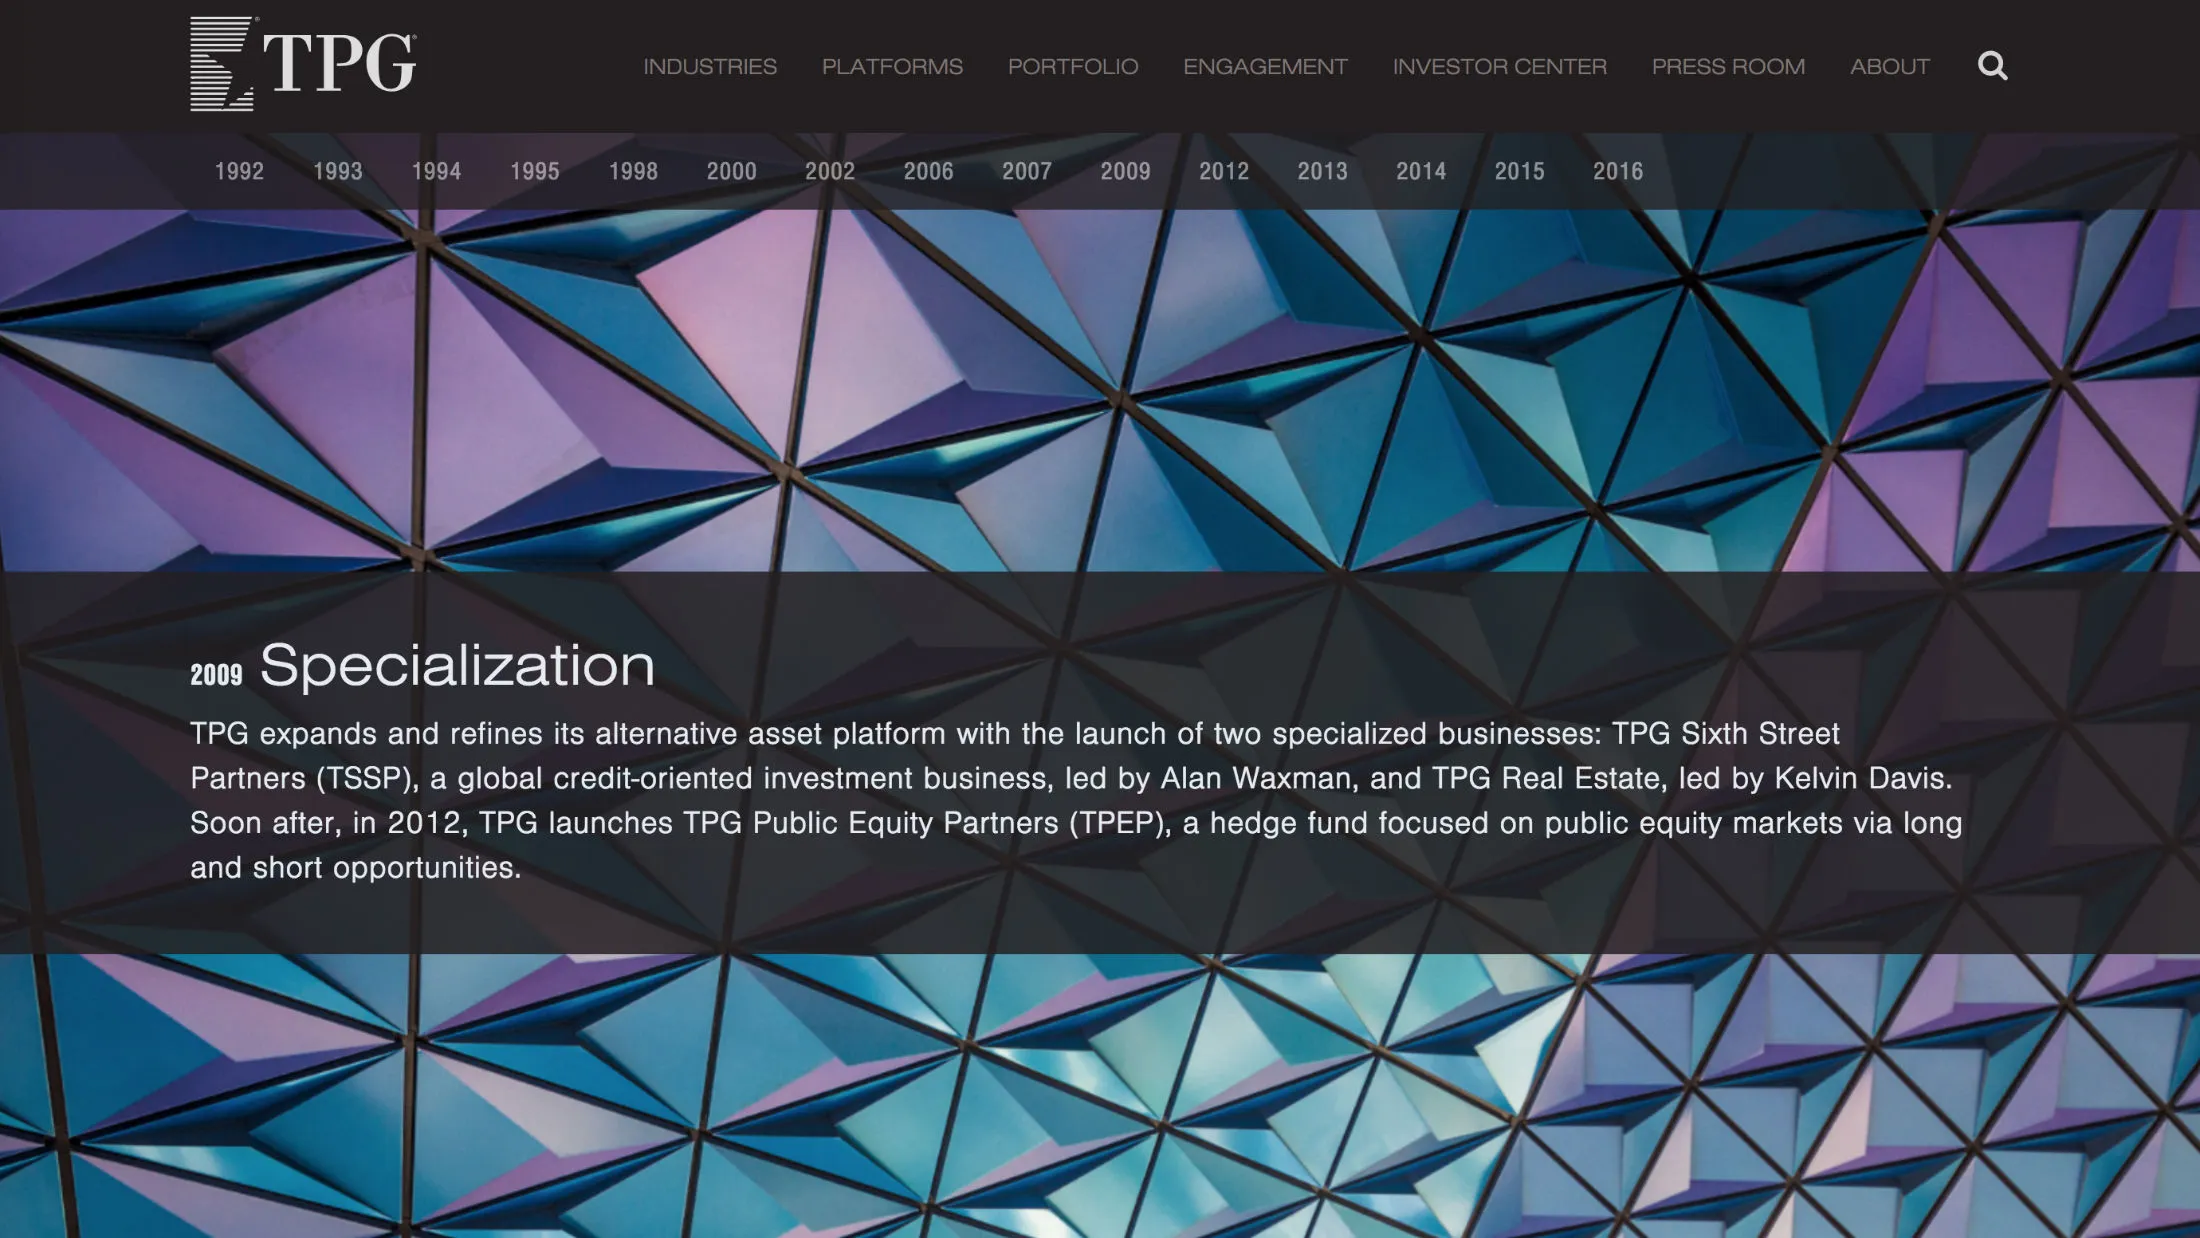 TPG
INDUSTRIES PLATFORMS PORTFOLIO ENGAGEMENT INVESTOR CENTER PRESS ROOM ABOUT
1992 1993 1994 1995 1998 2000 2002 2006 2007 2009 2012 2013 2014 2015 2016
2009 Specialization
TPG expands and refines its alternative asset platform with the launch of two specialized businesses: TPG Sixth Street
Partners (TSSP), a global credit-oriented investment business, led by Alan Waxman, and TPG Real Estate, led by Kelvin Davis.
Soon after, in 2012, TPG launches TPG Public Equity Partners (TPEP), a hedge fund focused on public equity markets via long
and short opportunities.